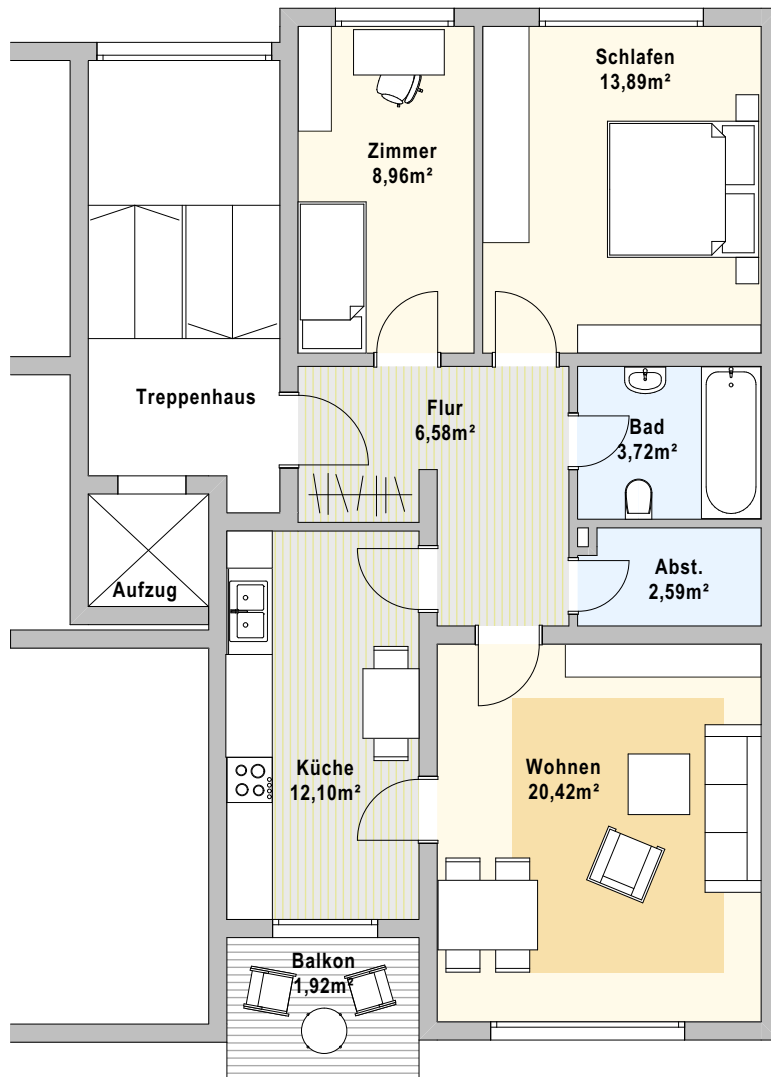 Schlafen
13,89m²
Zimmer
8,96m²
Treppenhaus
Flur
6,58m²
Bad
3,72m²
Aufzug
Abst.
2,59m²
Küche
12,10m²
Wohnen
20,42m²
Balkon
1,92m²